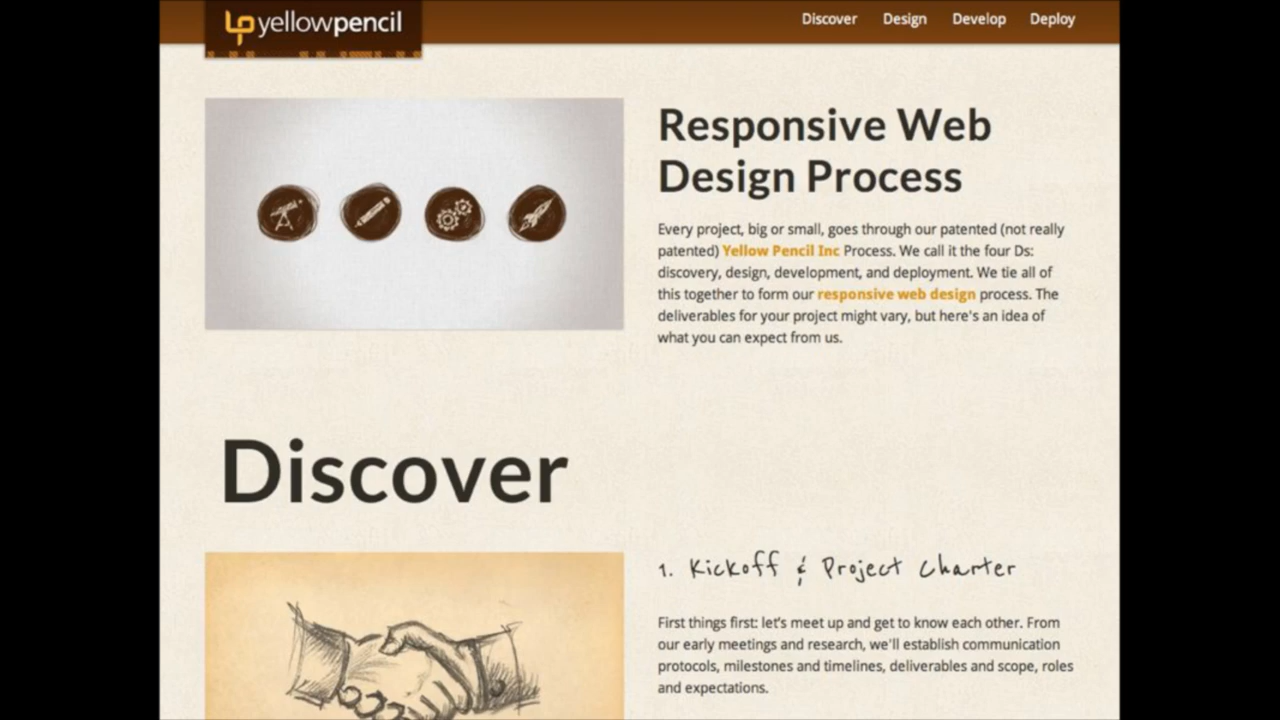 yellowpencil
Discover Design Develop Deploy
Responsive Web
Design Process
Every project, big or small, goes through our patented (not really
patented) Yellow Pencil Inc Process. We call it the four Ds:
discovery, design, development, and deployment. We tie all of
this together to form our responsive web design process. The
deliverables for your project might vary, but here's an idea of
what you can expect from us.
Discover
1. Kickoff & Project Charter
First things first: let's meet up and get to know each other. From
our early meetings and research, we'll establish communication
protocols, milestones and timelines, deliverables and scope, roles
and expectations.